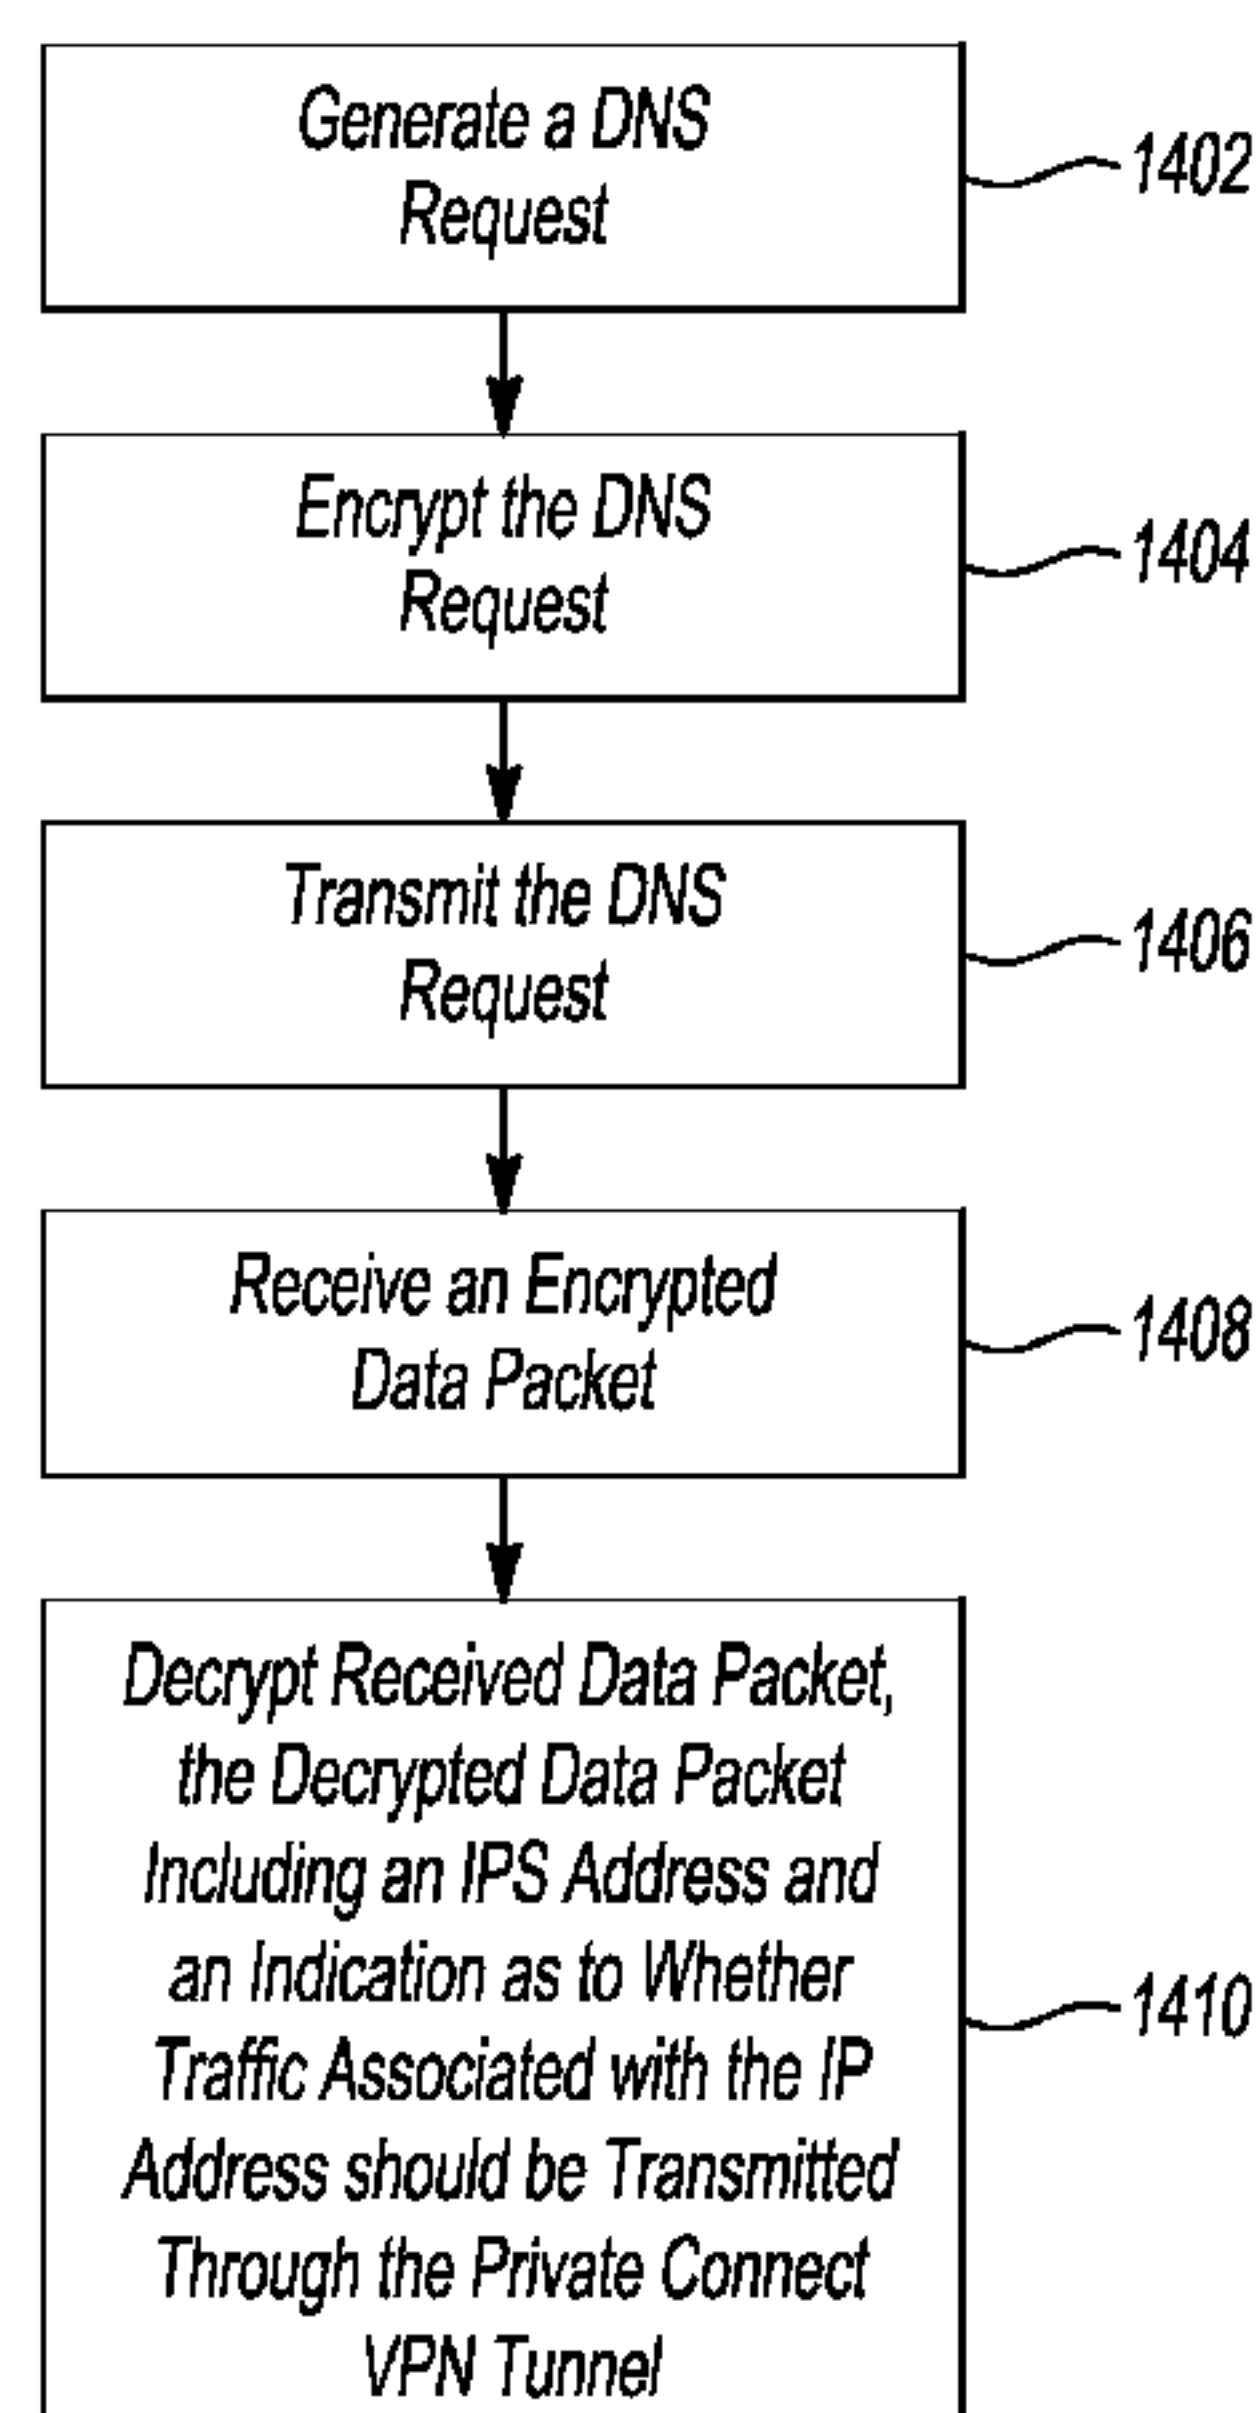 Generate a DNS
Request
1402
Encrypt the DNS
Request
1404
Transmit the DNS
Request
1406
Receive an Encrypted
Data Packet
1408
Decrypt Received Data Packet,
the Decrypted Data Packet
Including an IPS Address and
an Indication as to Whether
Traffic Associated with the IP
Address should be Transmitted
Through the Private Connect
VPN Tunnel
1410